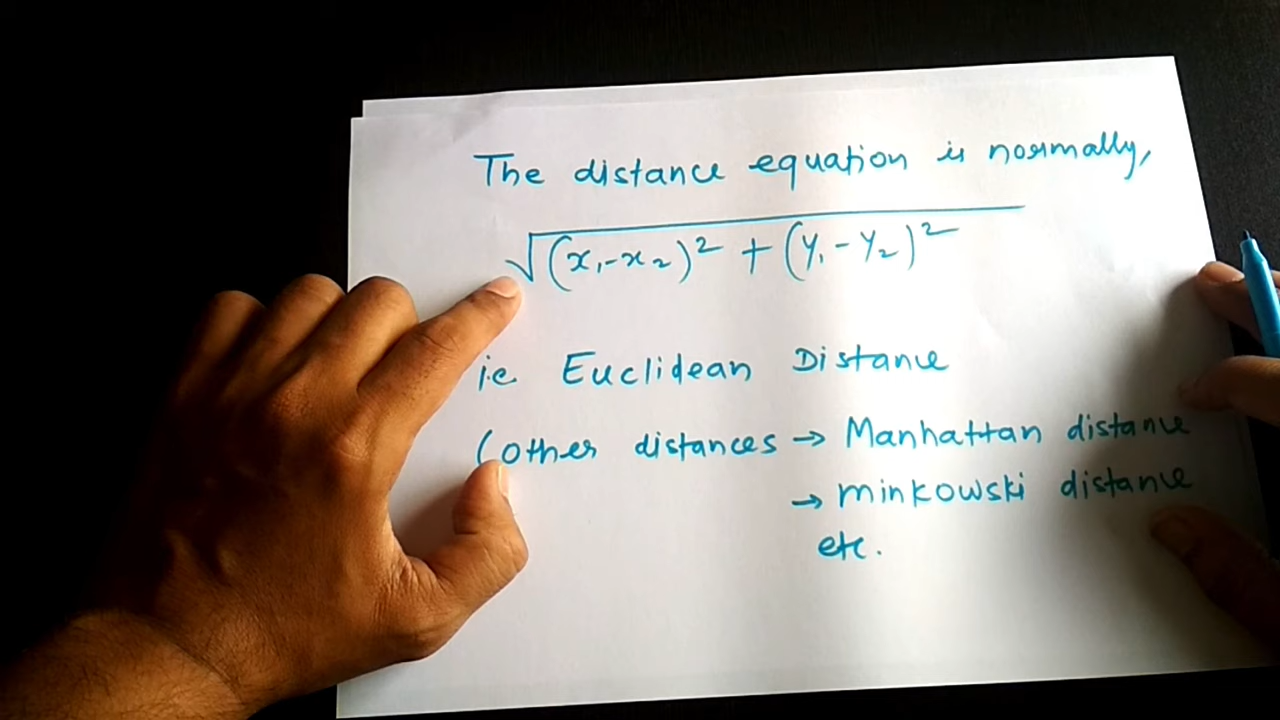 The distance equation is normally,
√(x₁-x₂)² + (y₁-y₂)²
i.e Euclidean Distance
(other distances → Manhattan distance
→ minkowski distance
etc.